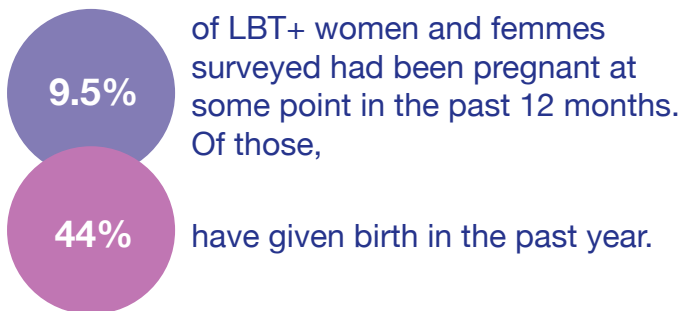 9.5%
of LBT+ women and femmes
surveyed had been pregnant at
some point in the past 12 months.
Of those,
44%
have given birth in the past year.